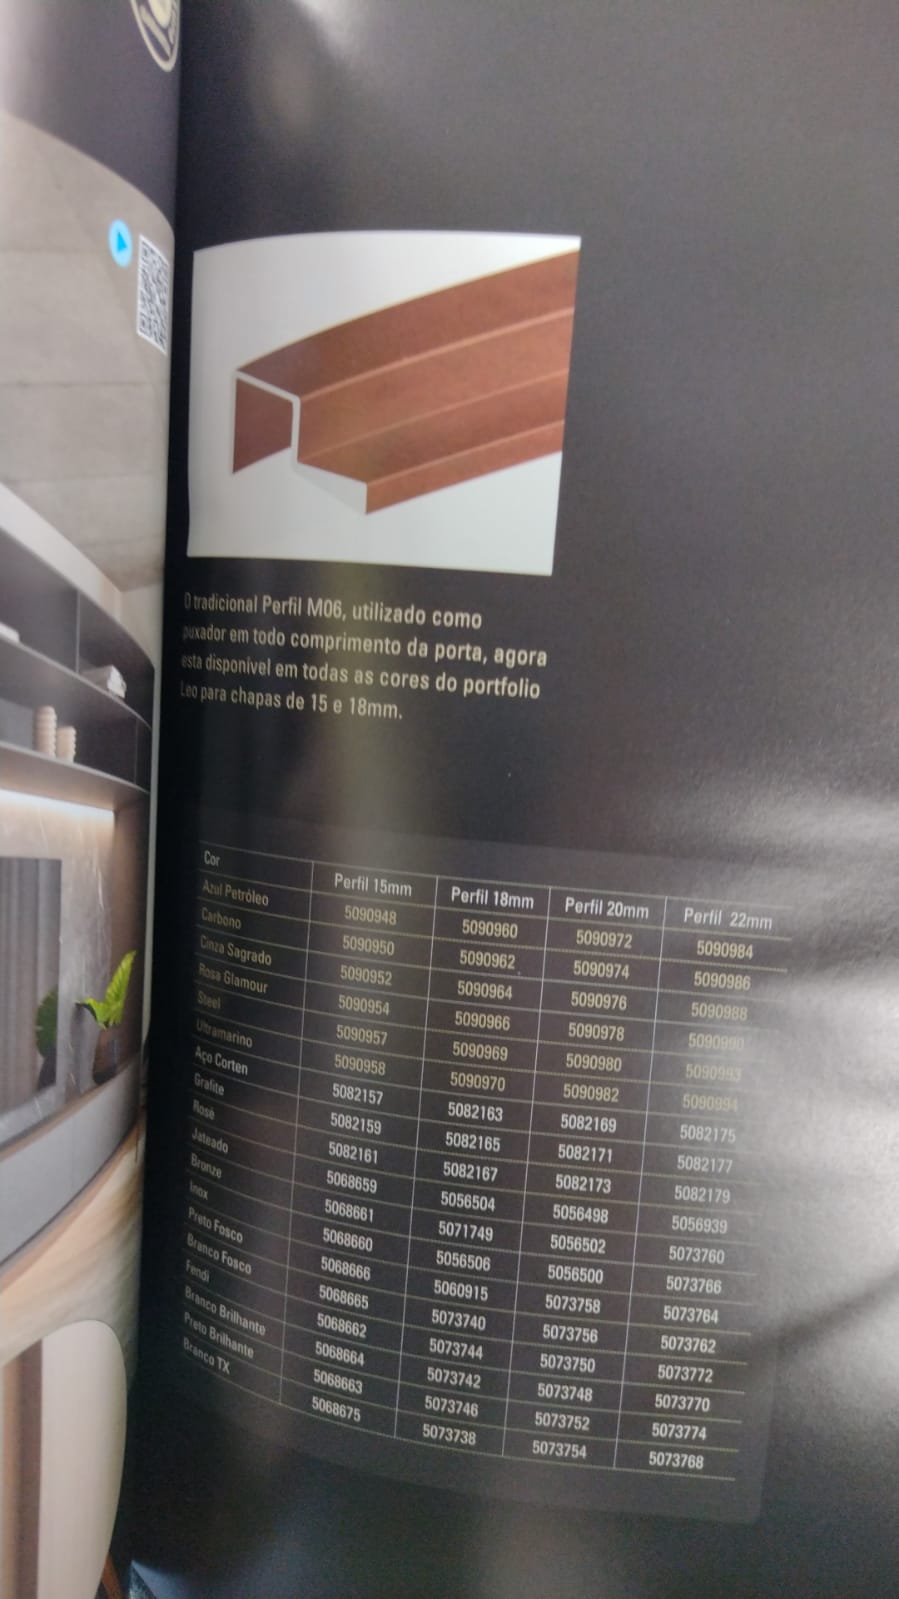 O tradicional Perfil M06, utilizado como
puxador em todo comprimento da porta, agora
esta disponível em todas as cores do portfolio
Leo para chapas de 15 e 18mm.
Cor Perfil 15mm Perfil 18mm Perfil 20mm Perfil 22mm
Azul Petróleo 5090948 5090960 5090972 5090984
Carbono 5090950 5090962 5090974 5090986
Cinza Sagrado 5090952 5090964 5090976 5090988
Rosa Glamour 5090954 5090966 5090978 5090990
Steel 5090957 5090969 5090980 5090993
Ultramarino 5090958 5090970 5090982 5090994
Aço Corten 5082157 5082163 5082169 5082175
Grafite 5082159 5082165 5082171 5082177
Rosé 5082161 5082167 5082173 5082179
Jateado 5068659 5056504 5056498 5056939
Bronze 5068661 5071749 5056502 5073760
Inox 5068660 5056506 5056500 5073766
Preto Fosco 5068666 5060915 5073758 5073764
Branco Fosco 5068665 5073740 5073756 5073762
Fendi 5068662 5073744 5073750 5073772
Branco Brilhante 5068664 5073742 5073748 5073770
Preto Brilhante 5068663 5073746 5073752 5073774
Branco TX 5068675 5073738 5073754 5073768